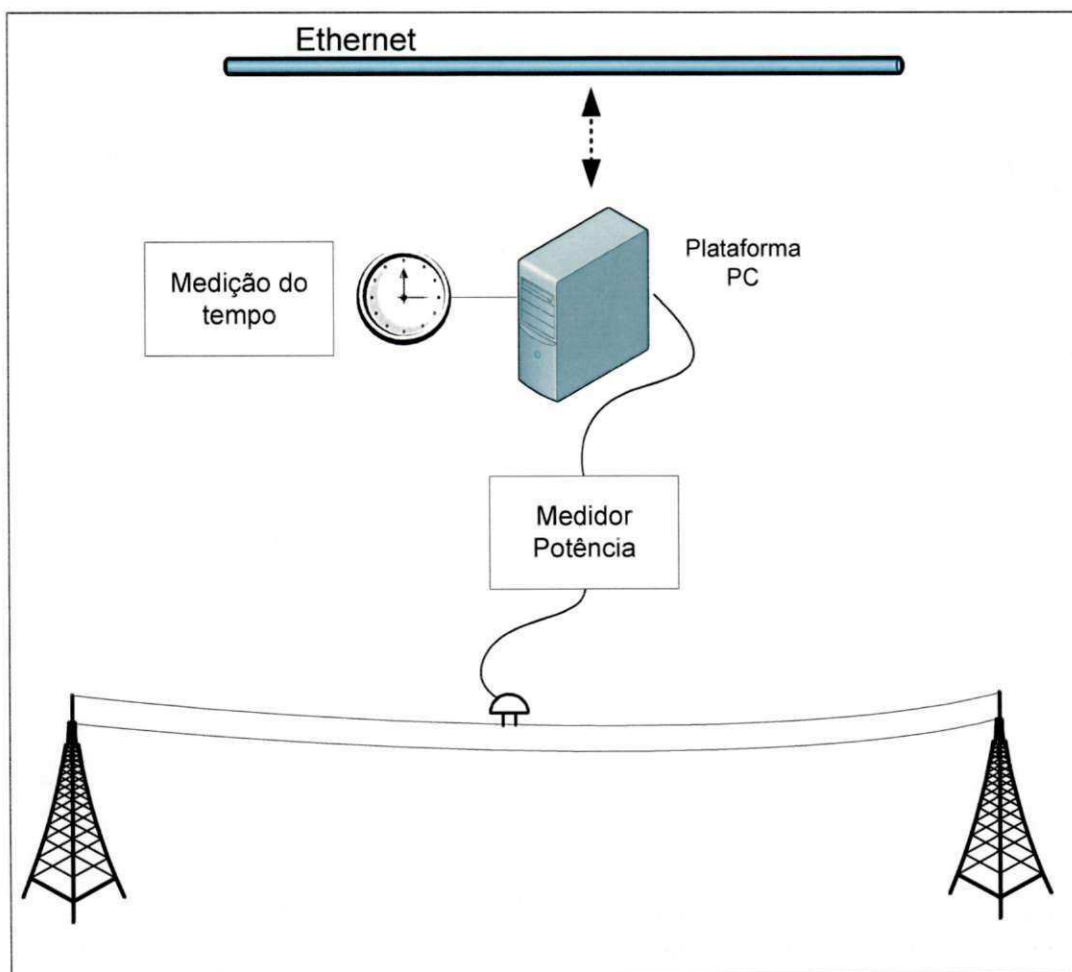 Ethernet
Medição do
tempo
Plataforma
PC
Medidor
Potência